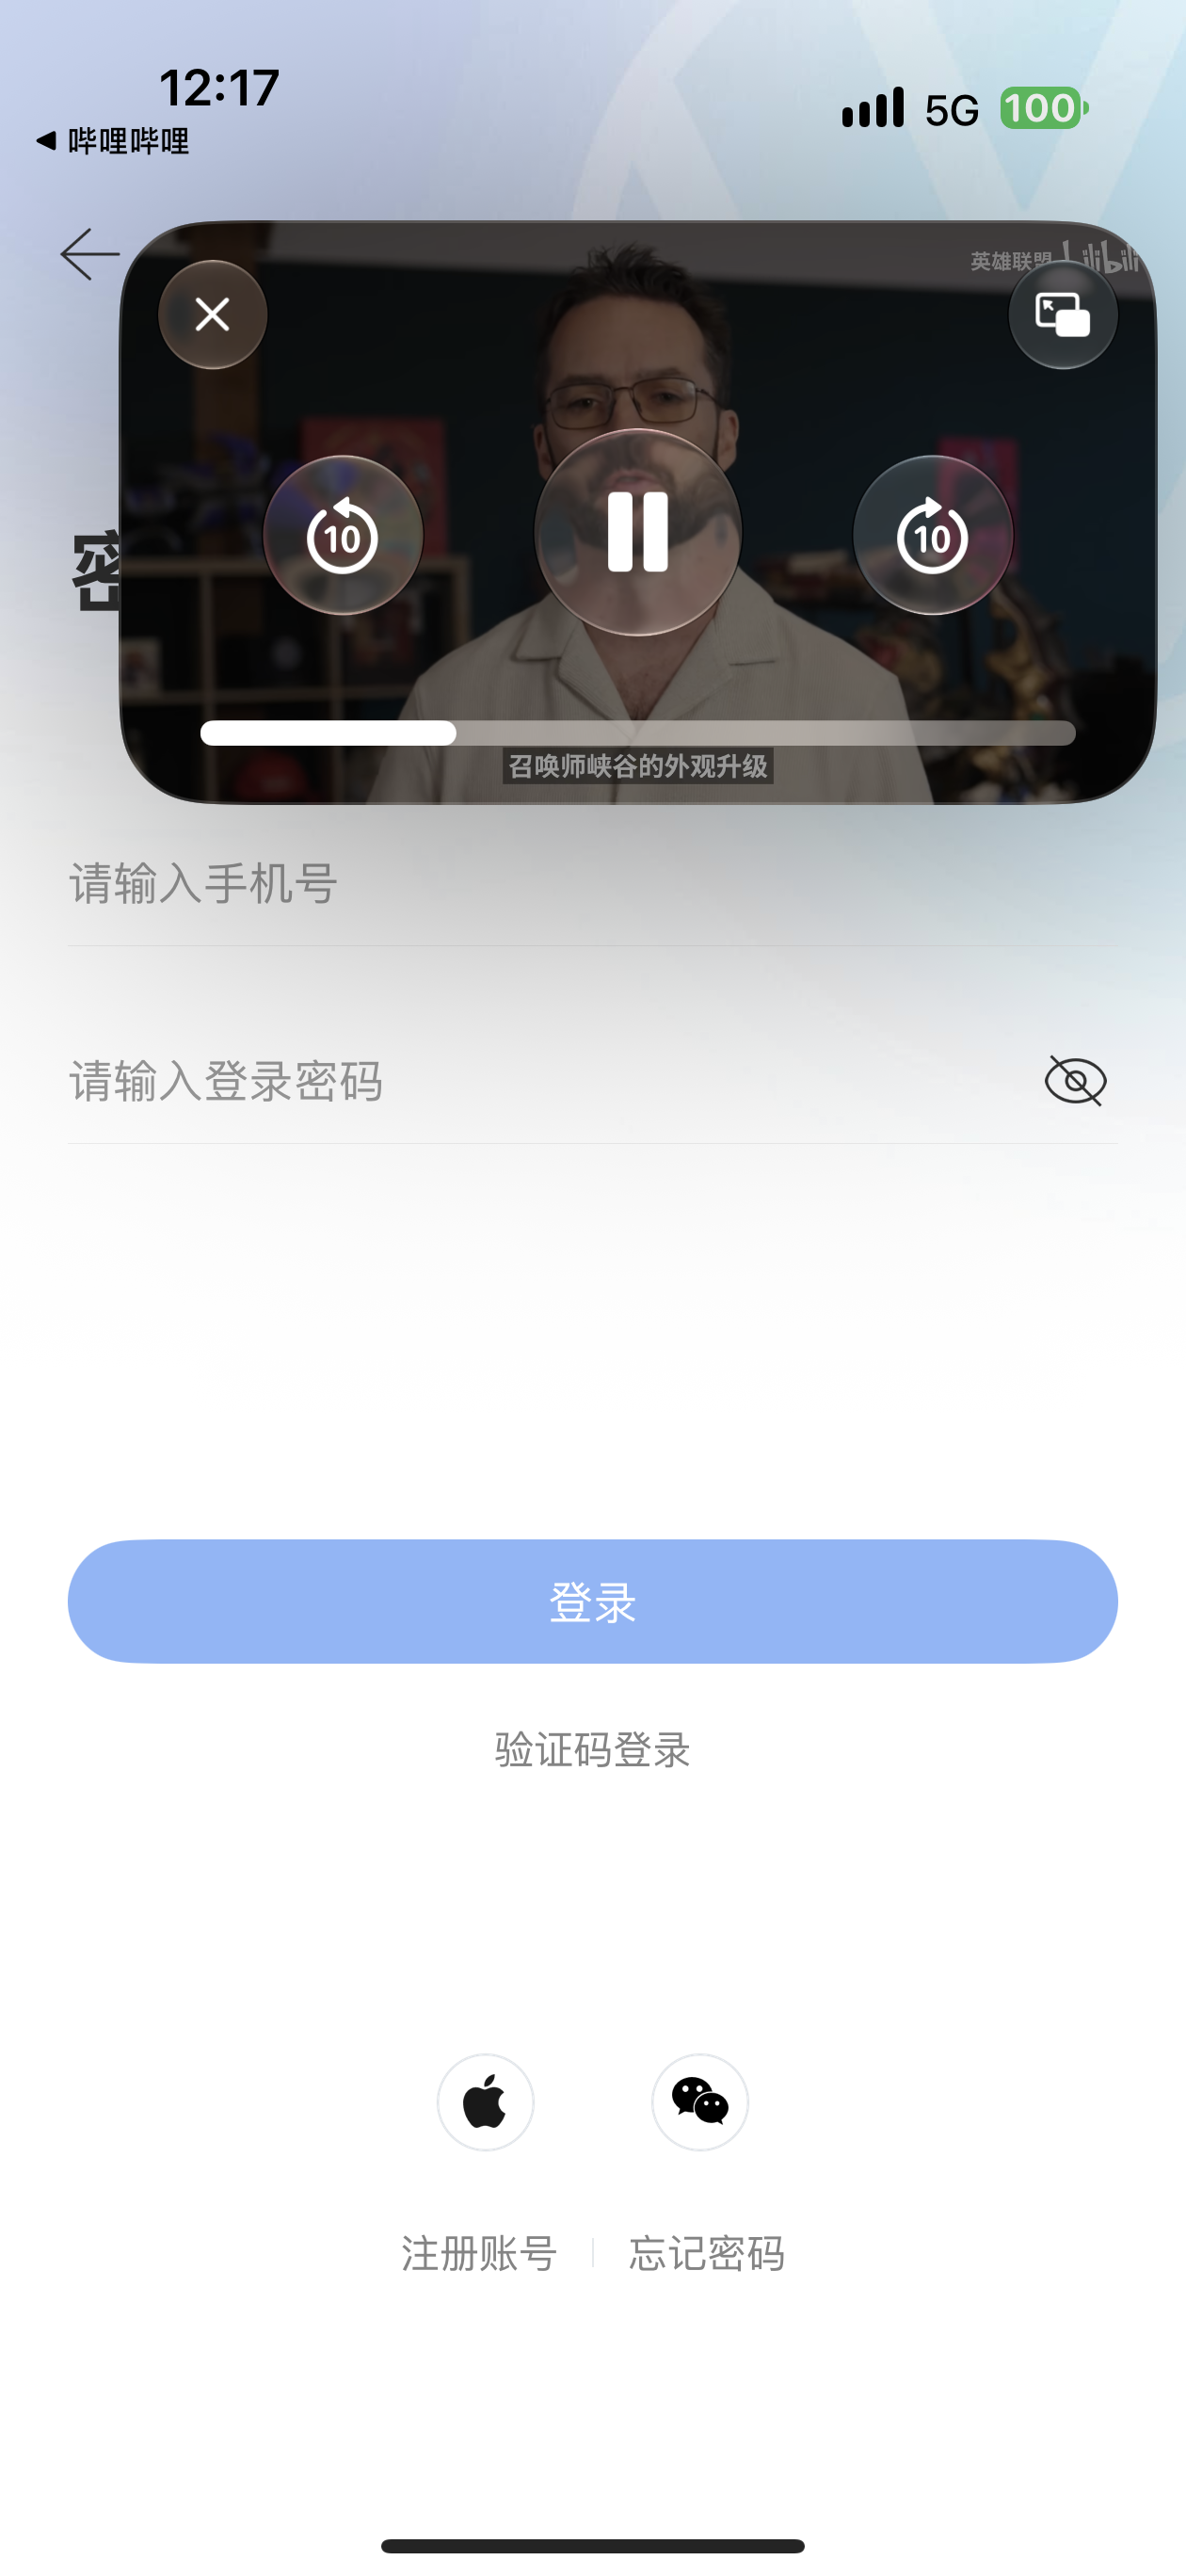 12:17
5G 100
哔哩哔哩
英雄联盟 bilibili
10 10
召唤师峡谷的外观升级
请输入手机号
请输入登录密码
登录
验证码登录
注册账号 忘记密码